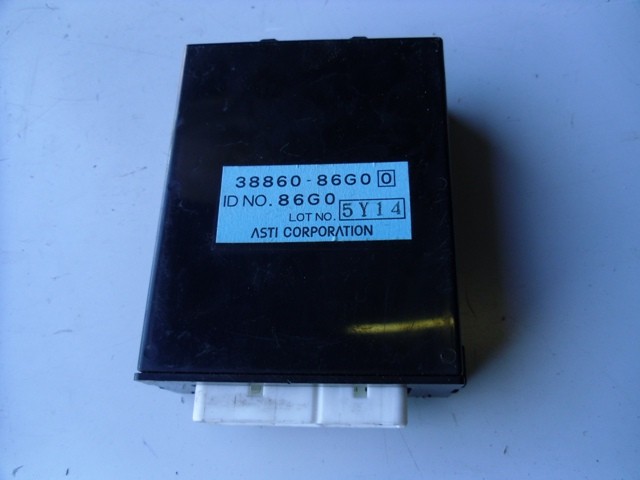 38860-86G0 0
ID NO. 86G0
LOT NO. 5Y14
ASTI CORPORATION